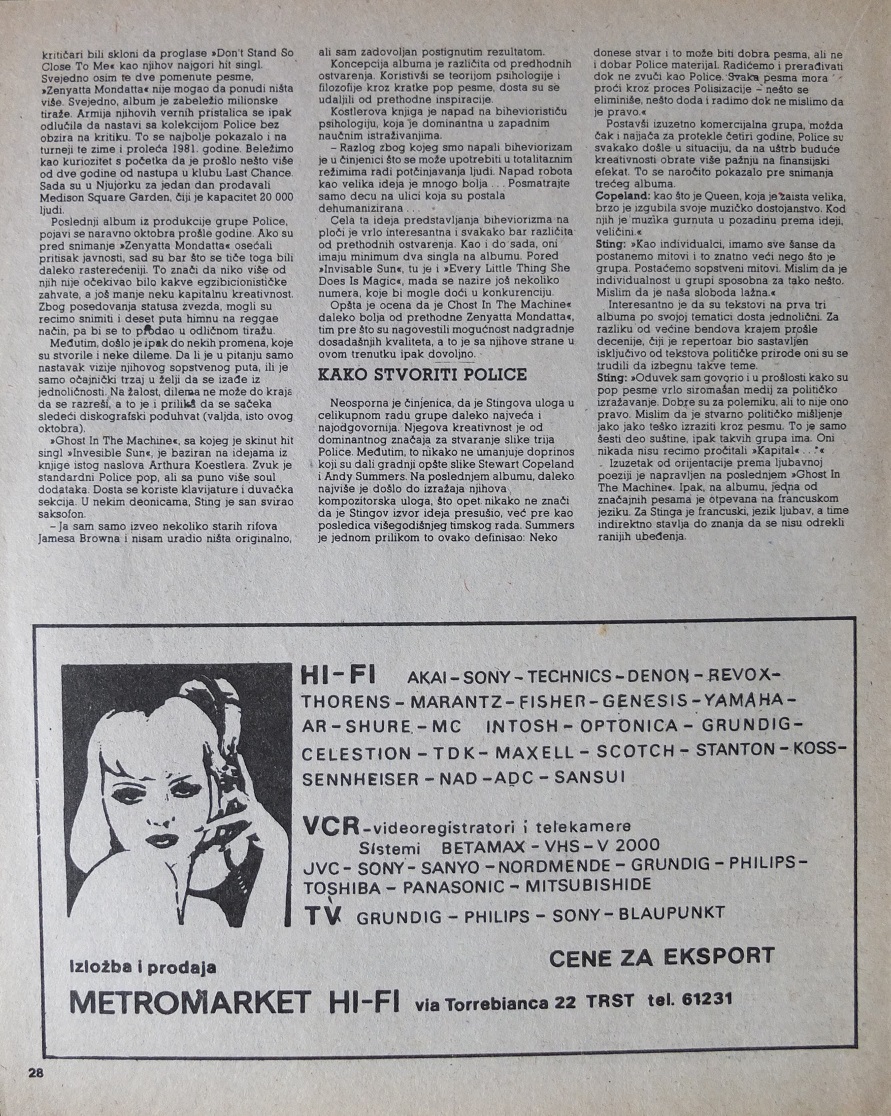 kritičari bili skloni da proglase »Don't Stand So
Close To Me« kao njihov najgori hit singl.
Svejedno osim te dve pomenute pesme,
»Zenyatta Mondatta« nije mogao da ponudi ništa
više. Svejedno, album je zabeležio milionske
tiraže. Armija njihovih vernih pristalica se ipak
odlučila da nastavi sa kolekcijom Police bez
obzira na kritiku. To se najbolje pokazalo i na
turneji te zime i proleća 1981. godine. Beležimo
kao kuriozitet s početka da je prošlo nešto više
od dve godine od nastupa u klubu Last Chance.
Sada su u Njujorku za jedan dan prodavali
Medison Square Garden, čiji je kapacitet 20 000
ljudi.
Poslednji album iz produkcije grupe Police,
pojavi se naravno oktobra prošle godine. Ako su
pred snimanje »Zenyatta Mondatta« osećali
pritisak javnosti, sad su bar što se tiče toga bili
daleko rasterećeniji. To znači da niko više od
njih nije očekivao bilo kakve egzibicionističke
zahvate, a još manje neku kapitalnu kreativnost.
Zbog posedovanja statusa zvezda, mogli su
recimo snimiti i deset puta himnu na reggae
način, pa bi se to prodao u odličnom tiražu.
Međutim, došlo je ipak do nekih promena, koje
su stvorile i neke dileme. Da li je u pitanju samo
nastavak vizije njihovog sopstvenog puta, ili je
samo očajnički trzaj u želji da se izađe iz
jedноličnosti. Na žalost, dilema ne može do kraja
da se razreši, a to je i prilika da se sačeka
sledeći diskografski poduhvat (valjda, isto ovog
oktobra).
»Ghost In The Machine«, sa kojeg je skinut hit
singl »Invesible Sun«, je baziran na idejama iz
knjige istog naslova Arthura Koestlera. Zvuk je
standardni Police pop, ali sa puno više soul
dodataka. Dosta se koriste klavijature i duvačka
sekcija. U nekim deonicama, Sting je san svirao
saksofon.
– Ja sam samo izveo nekoliko starih rifova
Jamesa Browna i nisam uradio ništa originalno,
ali sam zadovoljan postignutim rezultatom.
Koncepcija albuma je različita od predhodnih
ostvarenja. Koristivši se teorijom psihologije i
filozofije kroz kratke pop pesme, dosta su se
udaljili od prethodne inspiracije.
Kostlerova knjiga je napad na biheviorističu
psihologiju, koja je dominantna u zapadnim
naučnim istraživanjima.
– Razlog zbog kojeg smo napali bihevioriżam
je u činjenici što se može upotrebiti u totalitaznim
režimima radi potčinjavanja ljudi. Napad robota
kao velika ideja je mnogo bolja . . . Posmatrajte
samo decu na ulici koja su postala
dehumanizirana . . .
Cela ta ideja predstavljanja biheviorizma na
ploči je vrlo interesantna i svakako bar različita
od prethodnih ostvarenja. Kao i do sada, oni
imaju minimum dva singla na albumu. Pored
»Invisable Sun«, tu je i »Every Little Thing She
Does Is Magic«, mada se nazire još nekoliko
numera, koje bi mogle doći u konkurenciju.
Opšta je ocena da je Ghost In The Machine«
daleko bolja od prethodne Zenyatta Mondatta«,
tim pre što su nagovestili mogućnost nadgradnje
dosadašnjih kvaliteta, a to je sa njihove strane u
ovom trenutku ipak dovoljno.
KAKO STVORITI POLICE
Neosporna je činjenica, da je Stingova uloga u
celikupnom radu grupe daleko najveća i
najodgovornija. Njegova kreativnost je od
dominantnog značaja za stvaranje slike trija
Police. Međutim, to nikako ne umanjuje doprinos
koji su dali gradnji opšte slike Stewart Copeland
i Andy Summers. Na poslednjem albumu, daleko
najviše je došlo do izražaja njihova
kompozitorska uloga, što opet nikako ne znači
da je Stingov izvor ideja presušio, već pre kao
posledica višegodišnjeg timskog rada. Summers
je jednom prilikom to ovako definisao: Neko
donese stvar i to može biti dobra pesma, ali ne
i dobar Police materijal. Radićemo i prerađivati
dok ne zvuči kao Police. Svaka pesma mora
proći kroz proces Polisizacije – nešto se
eliminiše, nešto doda i radimo dok ne mislimo da
je pravo.«
Postavši izuzetno komercijalna grupa, možda
čak i najjača za protekle četiri godine, Police su
svakako došle u situaciju, da na uštrb buduće
kreativnosti obrate više pažnju na finansijski
efekat. To se naročito pokazalo pre snimanja
trećeg albuma.
Copeland: kao što je Queen, koja je zaista velika,
brzo je izgubila svoje muzičko dostojanstvo. Kod
njih je muzika gurnuta u pozadinu prema ideji,
veličini.«
Sting: »Kao individualci, imamo sve šanse da
postanemo mitovi i to znatno veći nego što je
grupa. Postaćemo sopstveni mitovi. Mislim da je
individualnost u grupi sposobna za tako nešto.
Mislim da je naša sloboda lažna.«
Interesantno je da su tekstovi na prva tri
albuma po svojoj tematici dosta jednolični. Za
razliku od većine bendova krajem prošle
decenije, čiji je repertoar bio sastavljen
isključivo od tekstova političke prirode oni su se
trudili da izbegnu takve teme.
Sting: »Oduvek sam govorio i u prošlosti kako su
pop pesme vrlo siromašan medij za političko
izražavanje. Dobre su za polemiku, ali to nije ono
pravo. Mislim da je stvarno političko mišljenje
jako jako teško izraziti kroz pesmu. To je samo
šesti deo suštine, ipak takvih grupa ima. Oni
nikada nisu recimo pročitali »Kapital« . . .«
Izuzetak od orijentacije prema ljubavnoj
poeziji je napravljen na poslednjem »Ghost In
The Machine«. Ipak, na albumu, jedna od
značajnih pesama je otpevana na francuskom
jeziku. Za Stinga je francuski, jezik ljubav, a time
indirektno stavlja do znanja da se nisu odrekli
ranijih ubeđenja.
HI-FI AKAI – SONY – TECHNICS – DENON – REVOX –
THORENS – MARANTZ – FISHER – GENESIS – YAMAHA –
AR – SHURE – MC INTOSH – OPTONICA – GRUNDIG –
CELESTION – TDK – MAXELL – SCOTCH – STANTON – KOSS –
SENNHEISER – NAD – ADC – SANSUI
VCR – videoregistratori i telekamere
Sistemi BETAMAX – VHS – V 2000
JVC – SONY – SANYO – NORDMENDE – GRUNDIG – PHILIPS –
TOSHIBA – PANASONIC – MITSUBISHIDE
TV GRUNDIG – PHILIPS – SONY – BLAUPUNKT
CENE ZA EKSPORT
Izložba i prodaja
METROMARKET HI-FI via Torrebianca 22 TRST tel. 61231
28